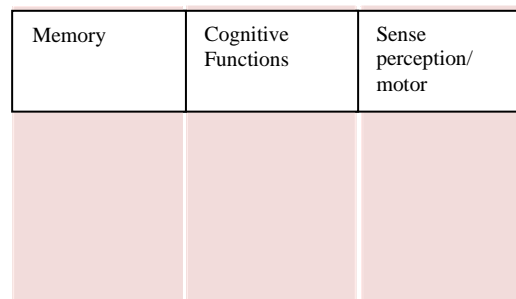 Memory
Cognitive
Functions
Sense
perception/
motor